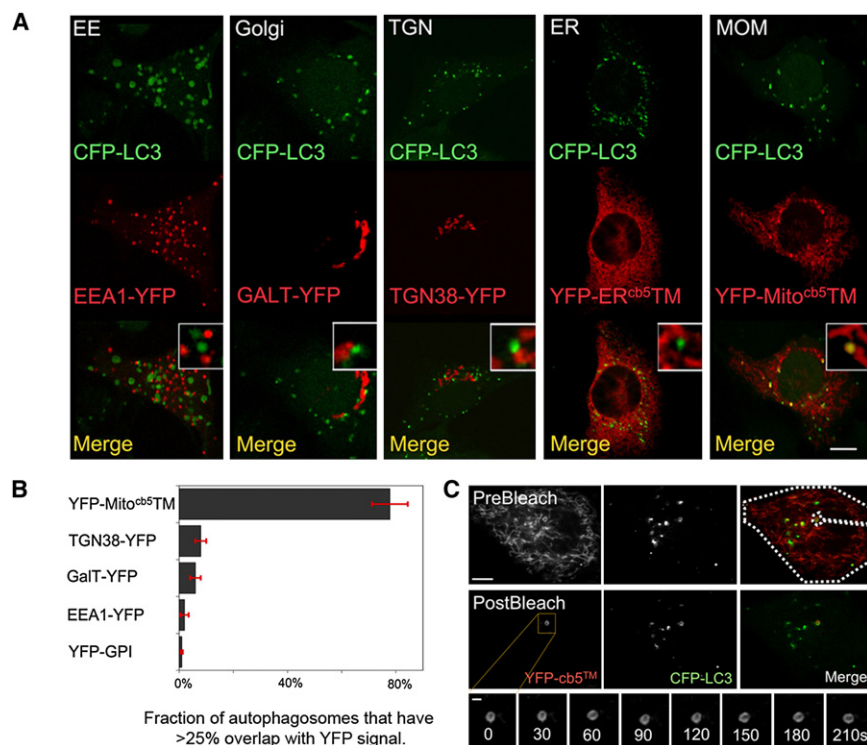 A
EE Golgi TGN ER MOM
CFP-LC3 CFP-LC3 CFP-LC3 CFP-LC3 CFP-LC3
EEA1-YFP GALT-YFP TGN38-YFP YFP-ERcb5TM YFP-Mitocb5TM
Merge Merge Merge Merge Merge
B
YFP-Mitocb5TM
TGN38-YFP
GalT-YFP
EEA1-YFP
YFP-GPI
0% 40% 80%
Fraction of autophagosomes that have
>25% overlap with YFP signal.
C
PreBleach
PostBleach
YFP-cb5TM CFP-LC3 Merge
0 30 60 90 120 150 180 210s